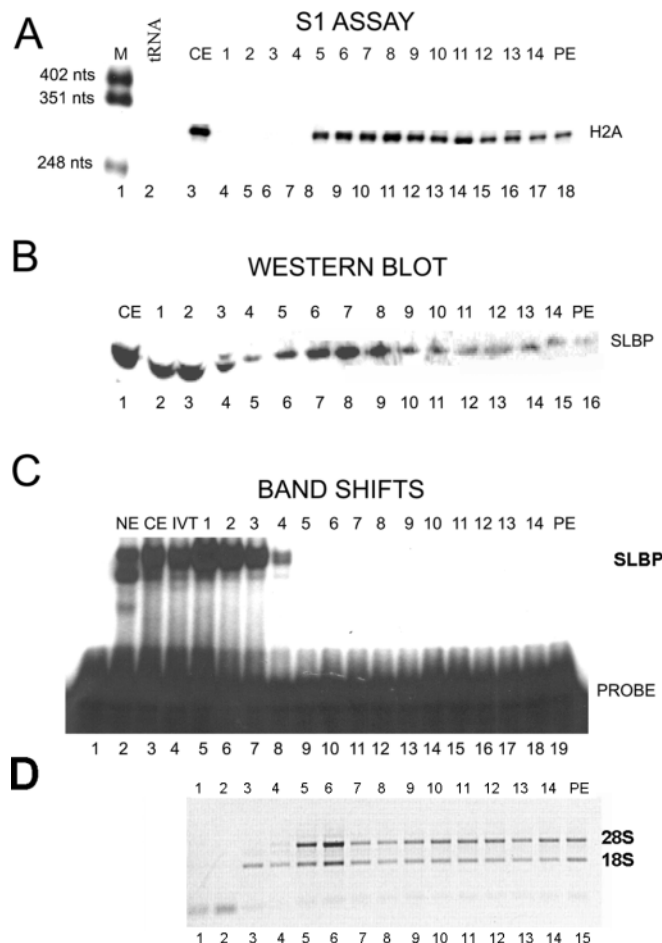 A
S1 ASSAY
M tRNA CE 1 2 3 4 5 6 7 8 9 10 11 12 13 14 PE
402 nts
351 nts
H2A
248 nts
1 2 3 4 5 6 7 8 9 10 11 12 13 14 15 16 17 18
B
WESTERN BLOT
CE 1 2 3 4 5 6 7 8 9 10 11 12 13 14 PE
SLBP
1 2 3 4 5 6 7 8 9 10 11 12 13 14 15 16
C
BAND SHIFTS
NE CE IVT 1 2 3 4 5 6 7 8 9 10 11 12 13 14 PE
SLBP
PROBE
1 2 3 4 5 6 7 8 9 10 11 12 13 14 15 16 17 18 19
D
1 2 3 4 5 6 7 8 9 10 11 12 13 14 PE
28S
18S
1 2 3 4 5 6 7 8 9 10 11 12 13 14 15